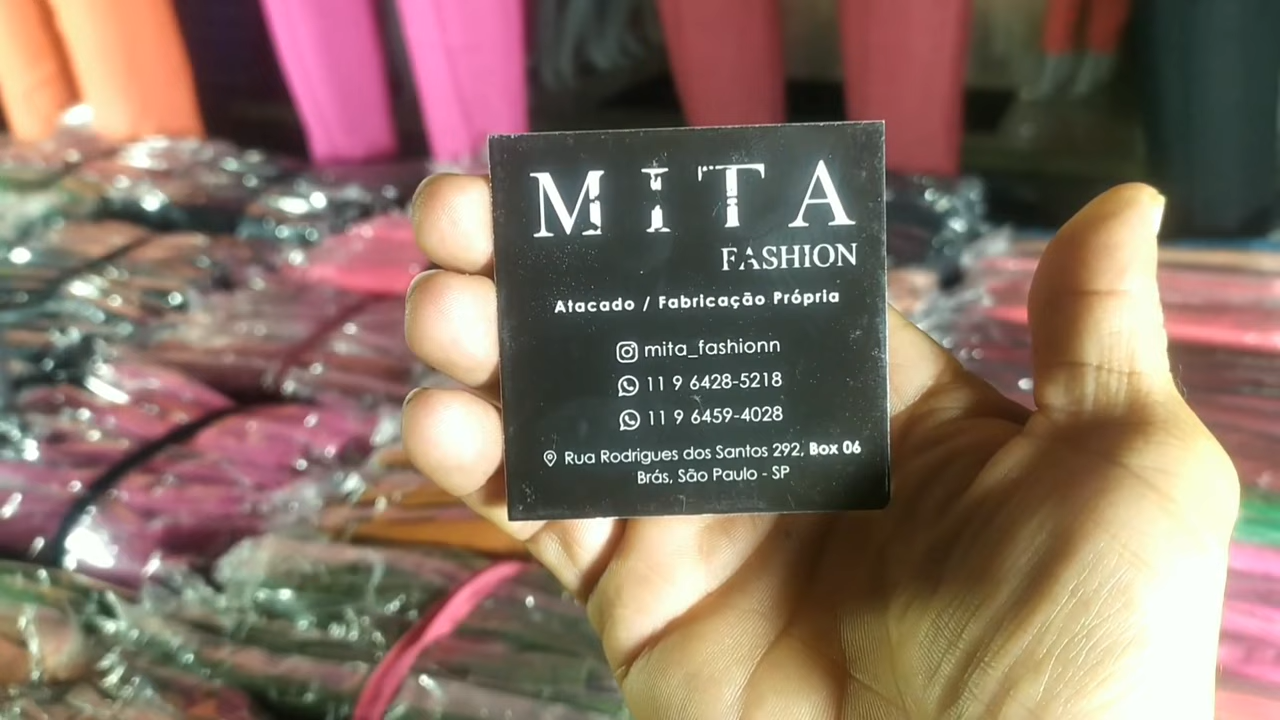 MITA
FASHION
Atacado / Fabricação Própria
mita_fashionn
11 9 6428-5218
11 9 6459-4028
Rua Rodrigues dos Santos 292, Box 06
Brás, São Paulo - SP